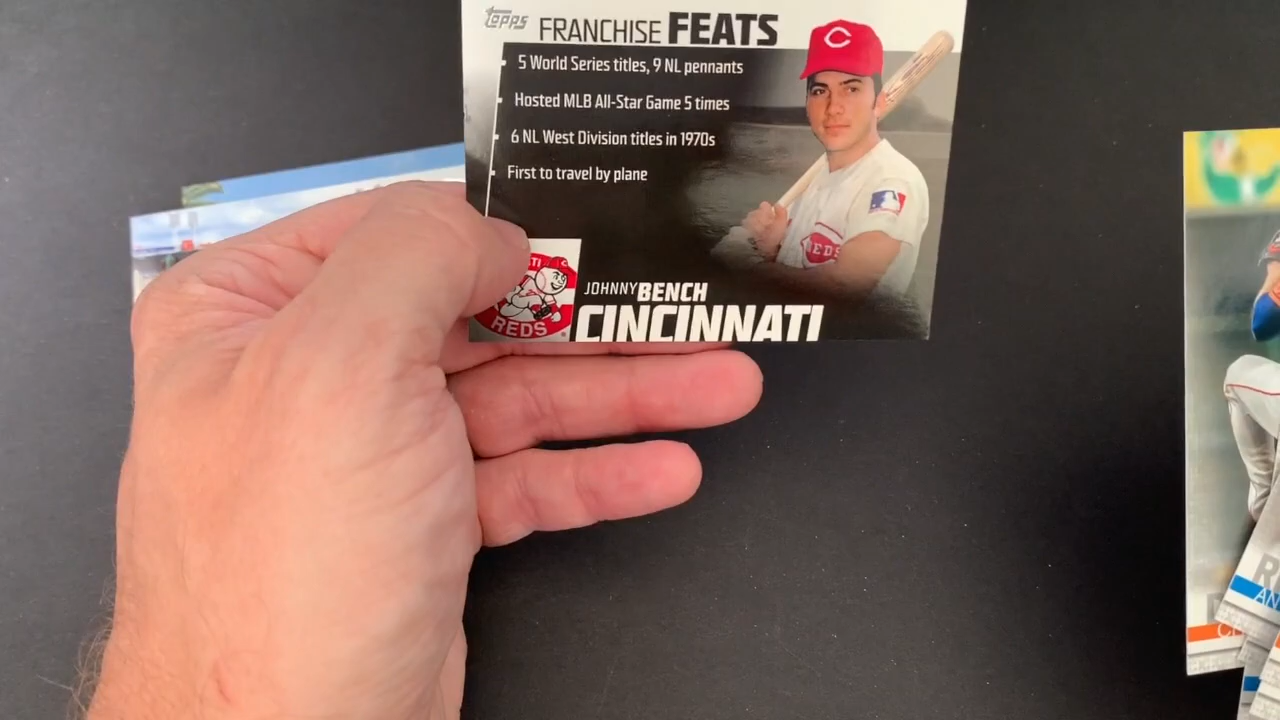 Topps FRANCHISE FEATS
5 World Series titles, 9 NL pennants
Hosted MLB All-Star Game 5 times
6 NL West Division titles in 1970s
First to travel by plane
REDS
REDS
JOHNNY BENCH
CINCINNATI